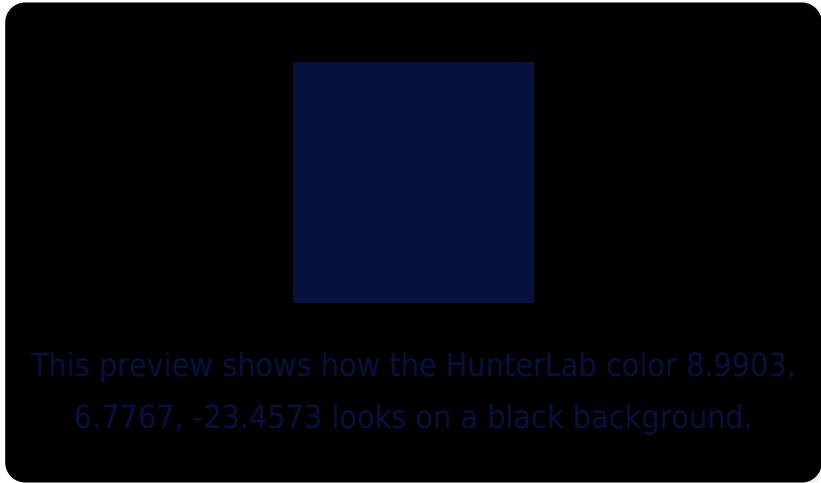 This preview shows how the HunterLab color 8.9903,
6.7767, -23.4573 looks on a black background.